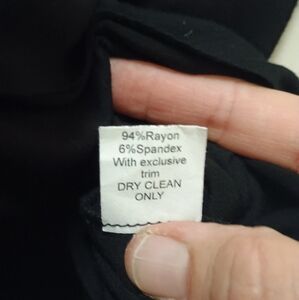 94%Rayon
6%Spandex
With exclusive
trim
DRY CLEAN
ONLY